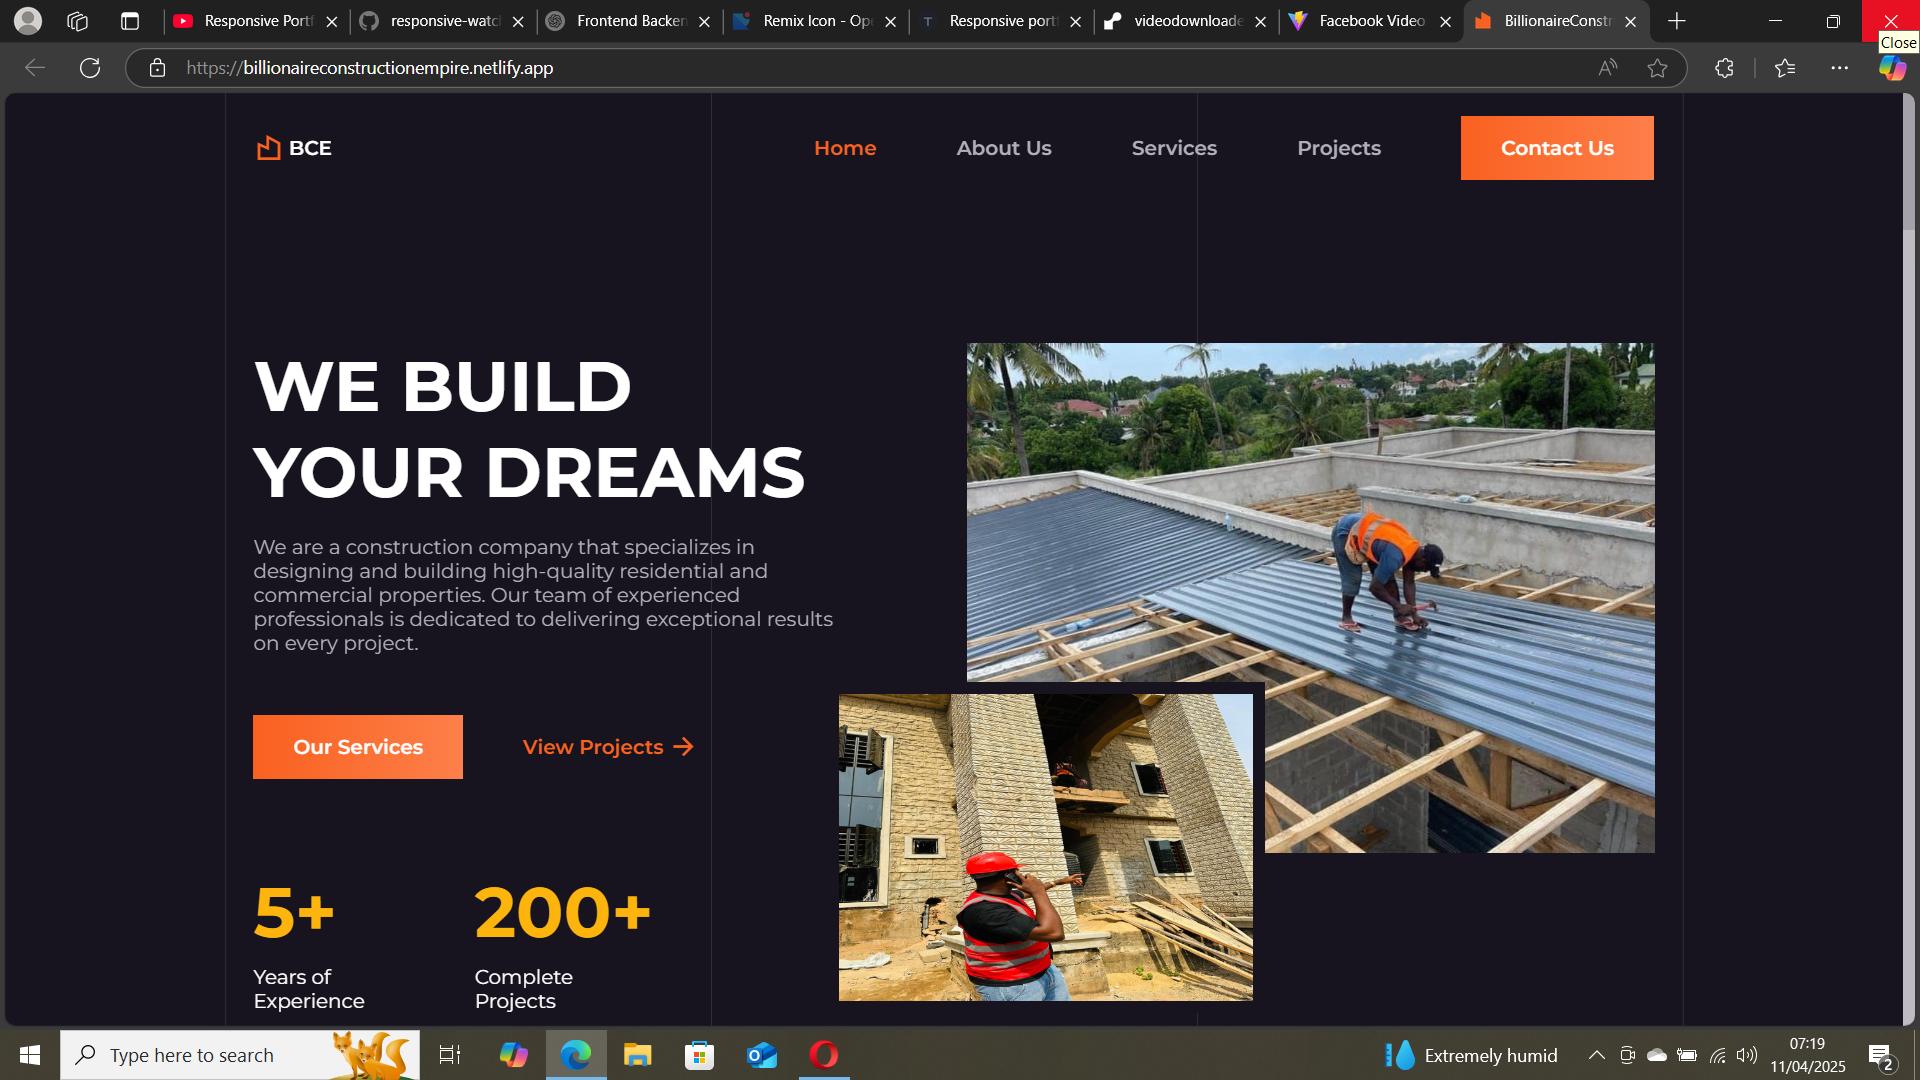 Responsive Portf
responsive-watc
Frontend Backen
Remix Icon - Ope
Responsive portf
videodownloade
Facebook Video
BillionaireConstr
Close
https://billionaireconstructionempire.netlify.app
BCE
Home
About Us
Services
Projects
Contact Us
WE BUILD
YOUR DREAMS
We are a construction company that specializes in
designing and building high-quality residential and
commercial properties. Our team of experienced
professionals is dedicated to delivering exceptional results
on every project.
Our Services
View Projects
5+
200+
Years of
Experience
Complete
Projects
Type here to search
Extremely humid
07:19
11/04/2025
2